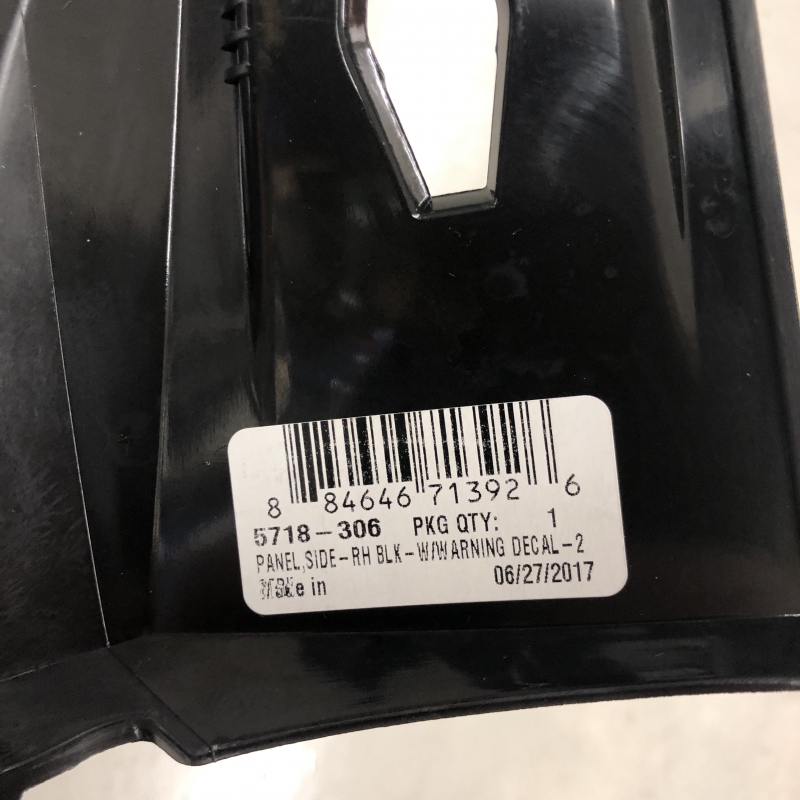 8 84646 71392 6
5718-306 PKG QTY: 1
PANEL,SIDE-RH BLK-W/WARNING DECAL-2
in 06/27/2017